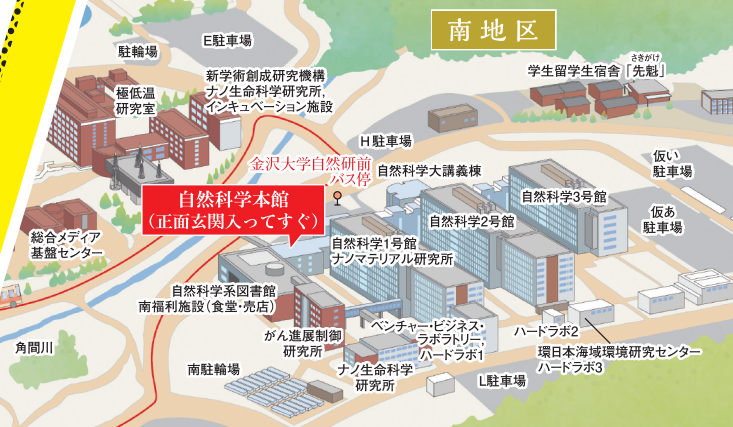 南地区
駐輪場
E駐車場
さきがけ
学生留学生宿舎「先魁」
新学術創成研究機構
ナノ生命科学研究所,
インキュベーション施設
極低温
研究室
H駐車場
金沢大学自然研前
バス停
自然科学大講義棟
仮い
駐車場
自然科学本館
(正面玄関入ってすぐ)
自然科学3号館
自然科学2号館
仮あ
駐車場
総合メディア
基盤センター
自然科学1号館
ナノマテリアル研究所
自然科学系図書館
南福利施設(食堂・売店)
がん進展制御
研究所
ベンチャー・ビジネス・
ラボラトリー,
ハードラボ1
ハードラボ2
環日本海域環境研究センター
ハードラボ3
角間川
南駐輪場
ナノ生命科学
研究所
L駐車場